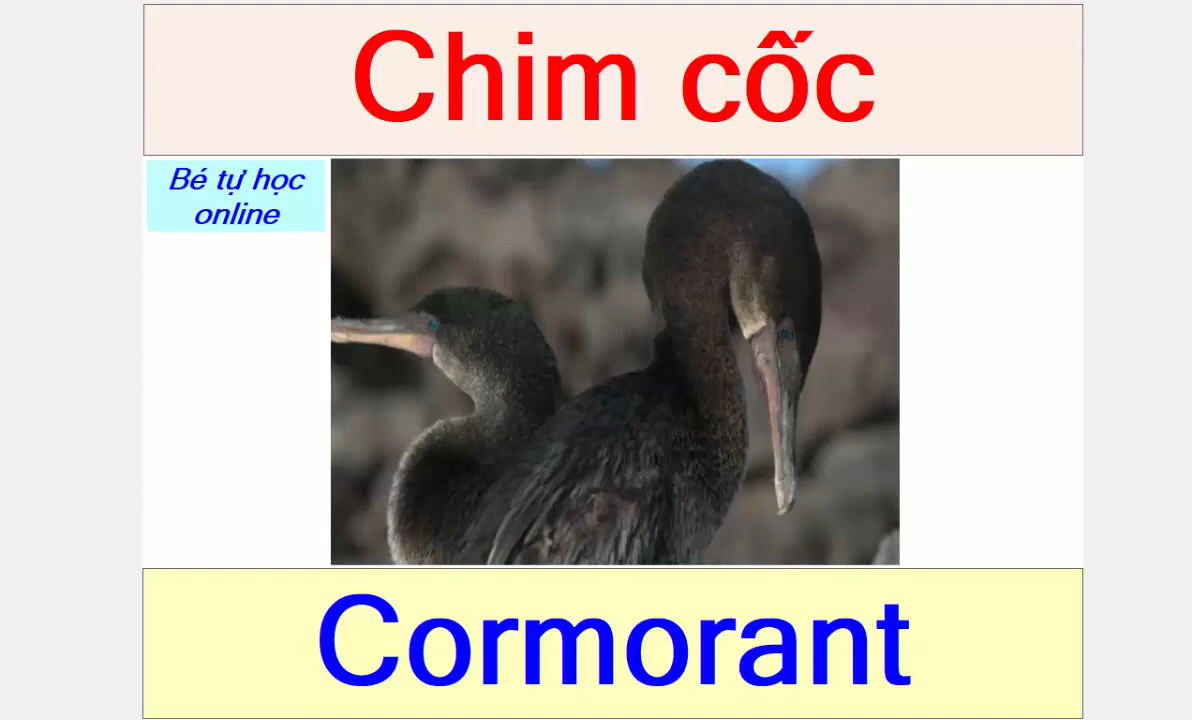 Chim cốc
Bé tự học
online
Cormorant